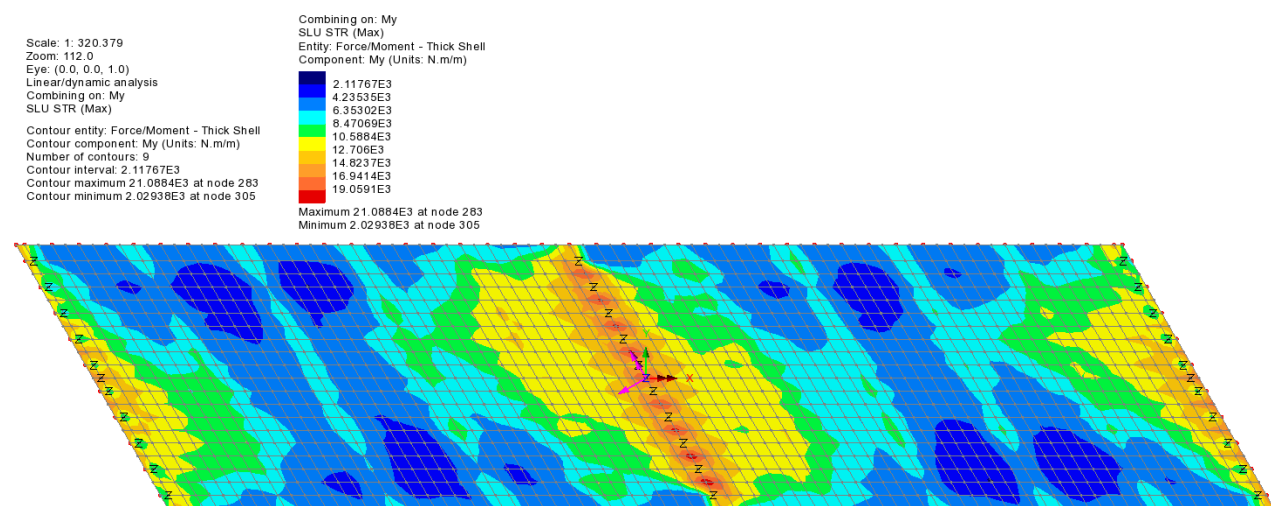 Scale: 1: 320.379
Zoom: 112.0
Eye: (0.0, 0.0, 1.0)
Linear/dynamic analysis
Combining on: My
SLU STR (Max)
Contour entity: Force/Moment - Thick Shell
Contour component: My (Units: N.m/m)
Number of contours: 9
Contour interval: 2.11767E3
Contour maximum 21.0884E3 at node 283
Contour minimum 2.02938E3 at node 305
Combining on: My
SLU STR (Max)
Entity: Force/Moment - Thick Shell
Component: My (Units: N.m/m)
2.11767E3
4.23535E3
6.35302E3
8.47069E3
10.5884E3
12.706E3
14.8237E3
16.9414E3
19.0591E3
Maximum 21.0884E3 at node 283
Minimum 2.02938E3 at node 305
X